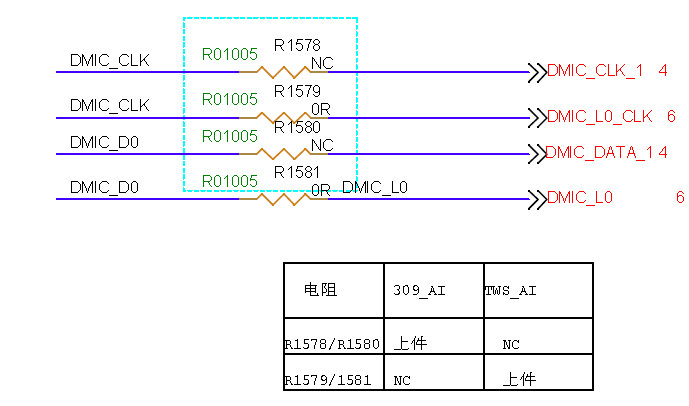 DMIC_CLK R01005 R1578 NC DMIC_CLK_1 4
DMIC_CLK R01005 R1579 0R DMIC_L0_CLK 6
DMIC_D0 R01005 R1580 NC DMIC_DATA_1 4
DMIC_D0 R01005 R1581 0R DMIC_L0 DMIC_L0 6
电阻 309_AI TWS_AI
R1578/R1580 上件 NC
R1579/1581 NC 上件